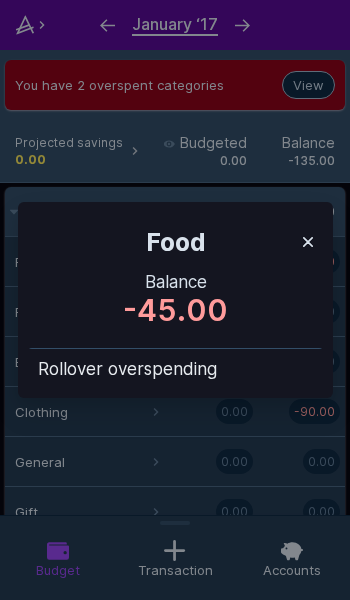 January ‘17
You have 2 overspent categories
View
Projected savings
0.00
Budgeted
0.00
Balance
-135.00
Food
Balance
-45.00
Rollover overspending
Clothing 0.00 -90.00
General 0.00 0.00
Gift 0.00 0.00
Budget
Transaction
Accounts